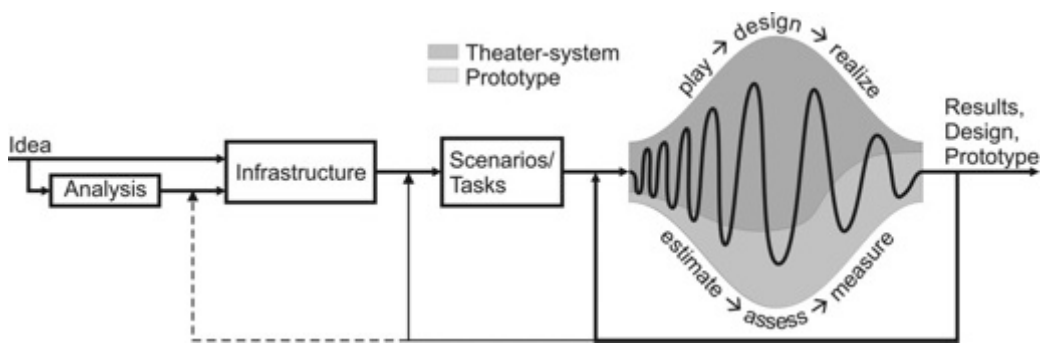 Theater-system
Prototype
play → design → realize
Idea
Analysis
Infrastructure
Scenarios/
Tasks
Results,
Design,
Prototype
estimate → assess → measure